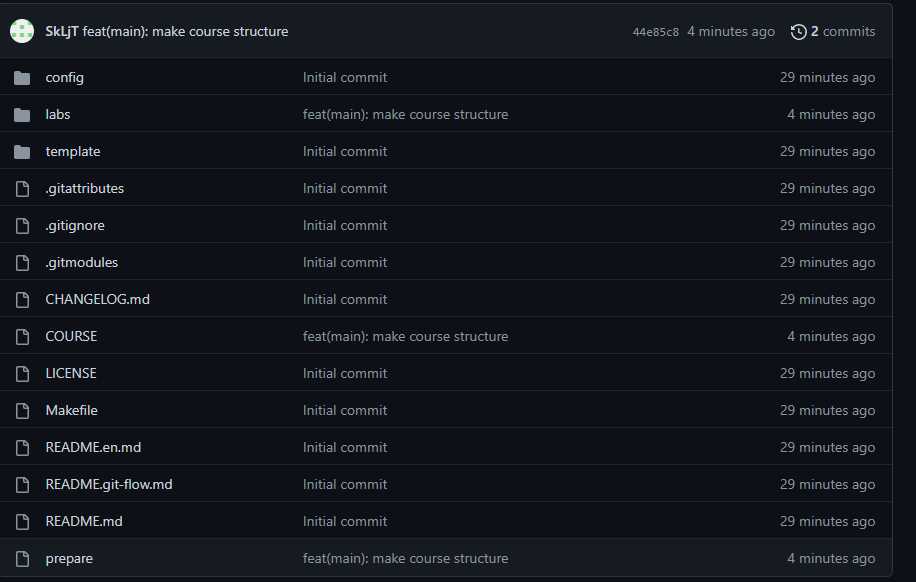 SkLjT feat(main): make course structure 44e85c8 4 minutes ago 2 commits
config Initial commit 29 minutes ago
labs feat(main): make course structure 4 minutes ago
template Initial commit 29 minutes ago
.gitattributes Initial commit 29 minutes ago
.gitignore Initial commit 29 minutes ago
.gitmodules Initial commit 29 minutes ago
CHANGELOG.md Initial commit 29 minutes ago
COURSE feat(main): make course structure 4 minutes ago
LICENSE Initial commit 29 minutes ago
Makefile Initial commit 29 minutes ago
README.en.md Initial commit 29 minutes ago
README.git-flow.md Initial commit 29 minutes ago
README.md Initial commit 29 minutes ago
prepare feat(main): make course structure 4 minutes ago